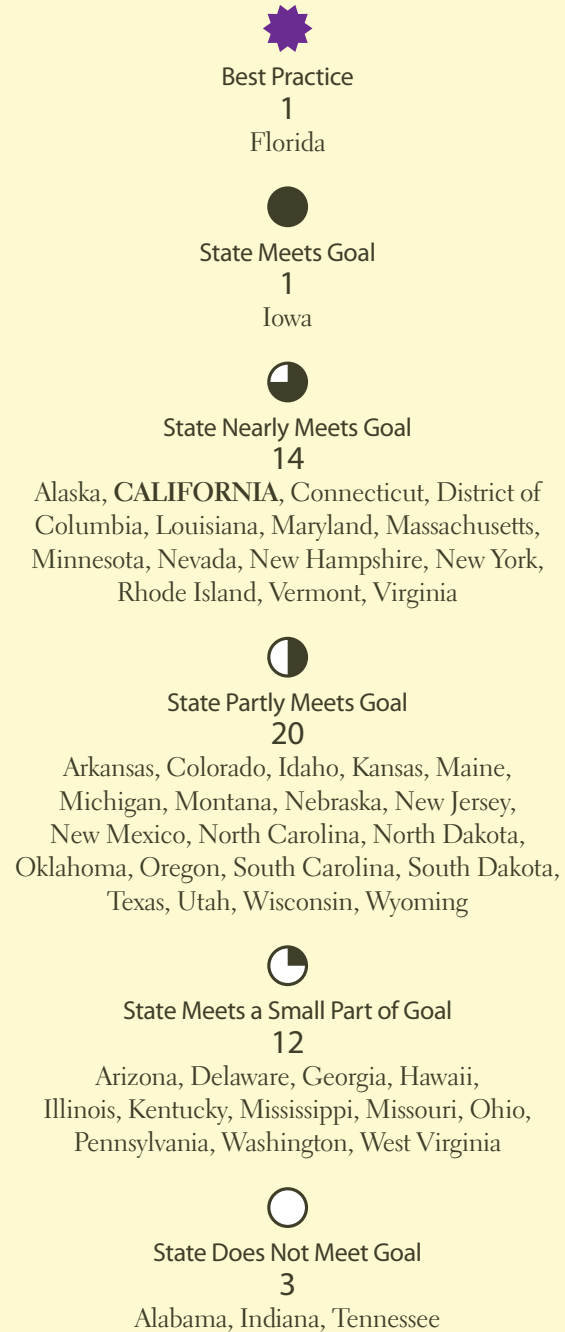 Best Practice
1
Florida
State Meets Goal
1
Iowa
State Nearly Meets Goal
14
Alaska, CALIFORNIA, Connecticut, District of
Columbia, Louisiana, Maryland, Massachusetts,
Minnesota, Nevada, New Hampshire, New York,
Rhode Island, Vermont, Virginia
State Partly Meets Goal
20
Arkansas, Colorado, Idaho, Kansas, Maine,
Michigan, Montana, Nebraska, New Jersey,
New Mexico, North Carolina, North Dakota,
Oklahoma, Oregon, South Carolina, South Dakota,
Texas, Utah, Wisconsin, Wyoming
State Meets a Small Part of Goal
12
Arizona, Delaware, Georgia, Hawaii,
Illinois, Kentucky, Mississippi, Missouri, Ohio,
Pennsylvania, Washington, West Virginia
State Does Not Meet Goal
3
Alabama, Indiana, Tennessee